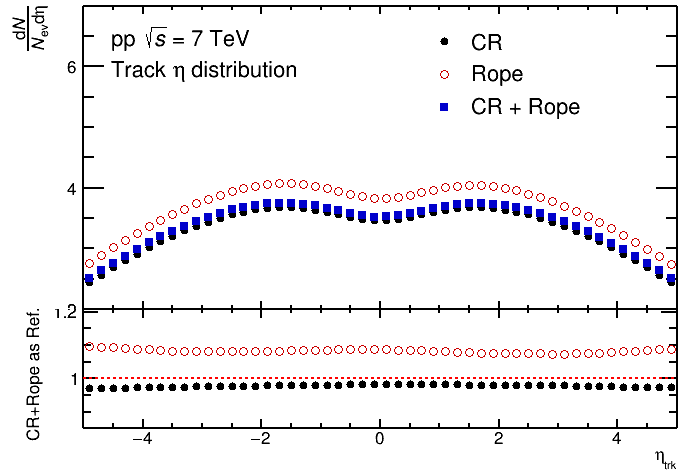 dN
N_ev dη
pp √s = 7 TeV
Track η distribution
CR
Rope
CR + Rope
6
4
1.2
1
CR+Rope as Ref.
−4 −2 0 2 4
η_trk